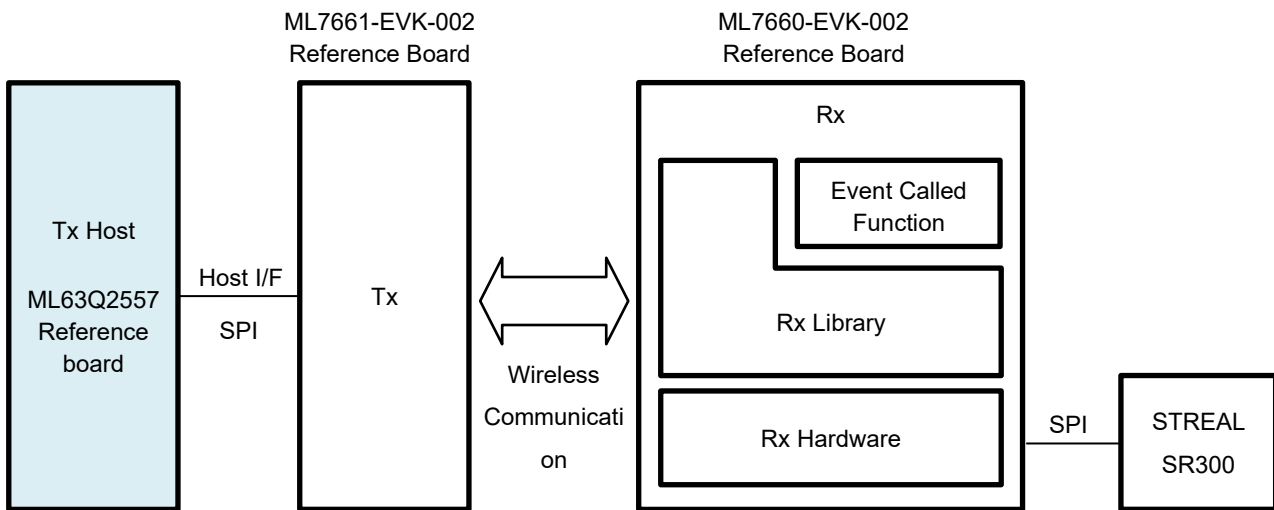 ML7661-EVK-002
Reference Board
ML7660-EVK-002
Reference Board
Tx Host
ML63Q2557
Reference
board
Host I/F
SPI
Tx
Wireless
Communicati
on
Rx
Event Called
Function
Rx Library
Rx Hardware
SPI
STREAL
SR300